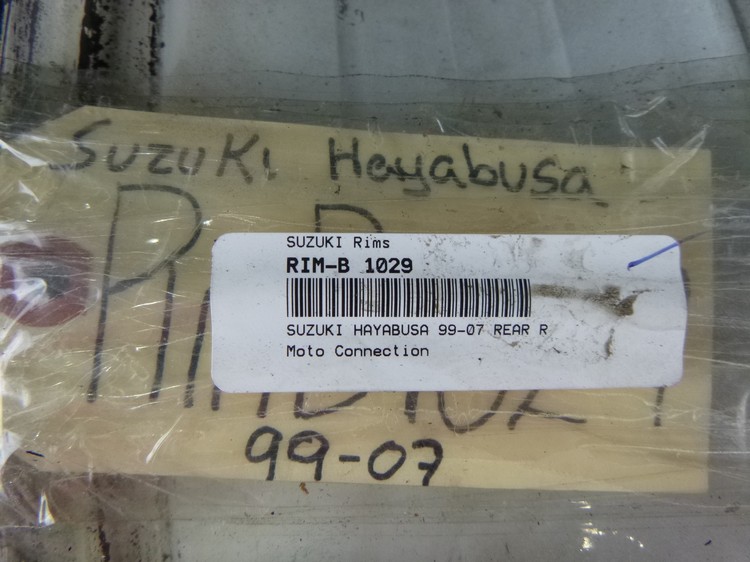 Suzuki Hayabusa
SUZUKI Rims
RIM-B 1029
SUZUKI HAYABUSA 99-07 REAR R
Moto Connection
99-07